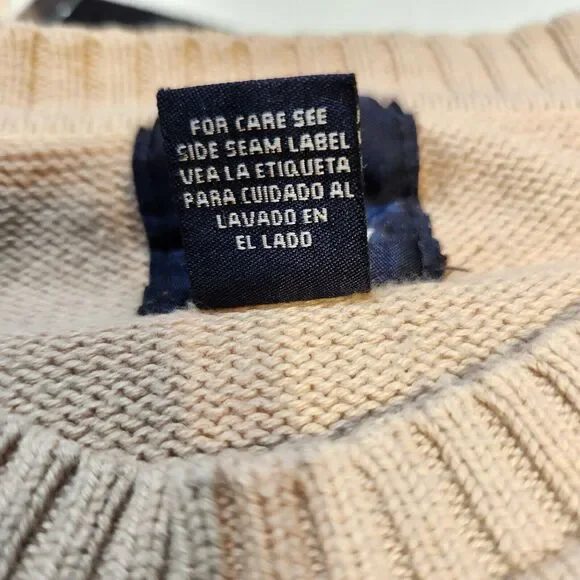 FOR CARE SEE
SIDE SEAM LABEL
VEA LA ETIQUETA
PARA CUIDADO AL
LAVADO EN
EL LADO